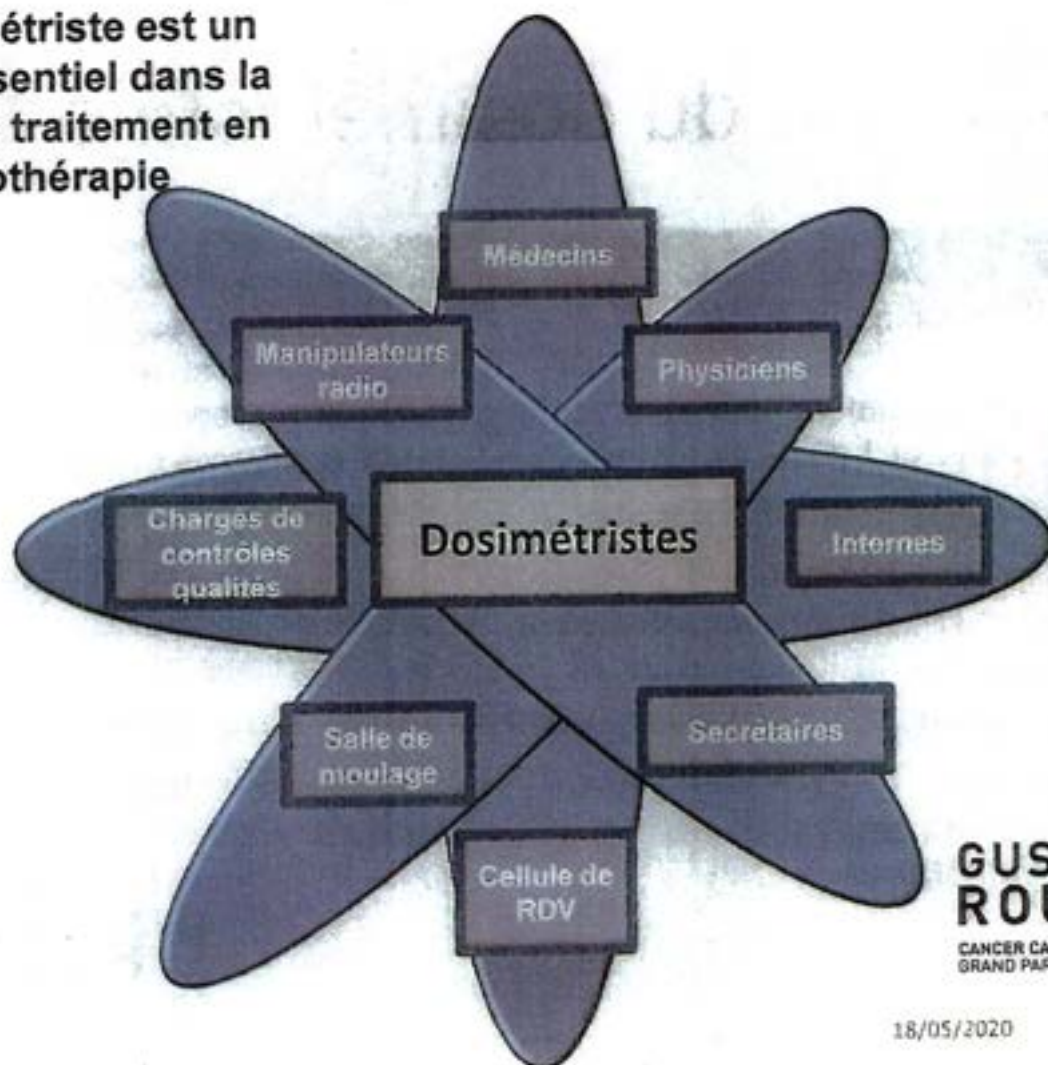 étriste est un
sentiel dans la
traitement en
othérapie
Médecins
Manipulateurs
radio
Physiciens
Chargés de
contrôles
qualités
Dosimétristes
Internes
Salle de
moulage
Secrétaires
Cellule de
RDV
GUS
ROU
CANCER CA
GRAND PAR
18/05/2020